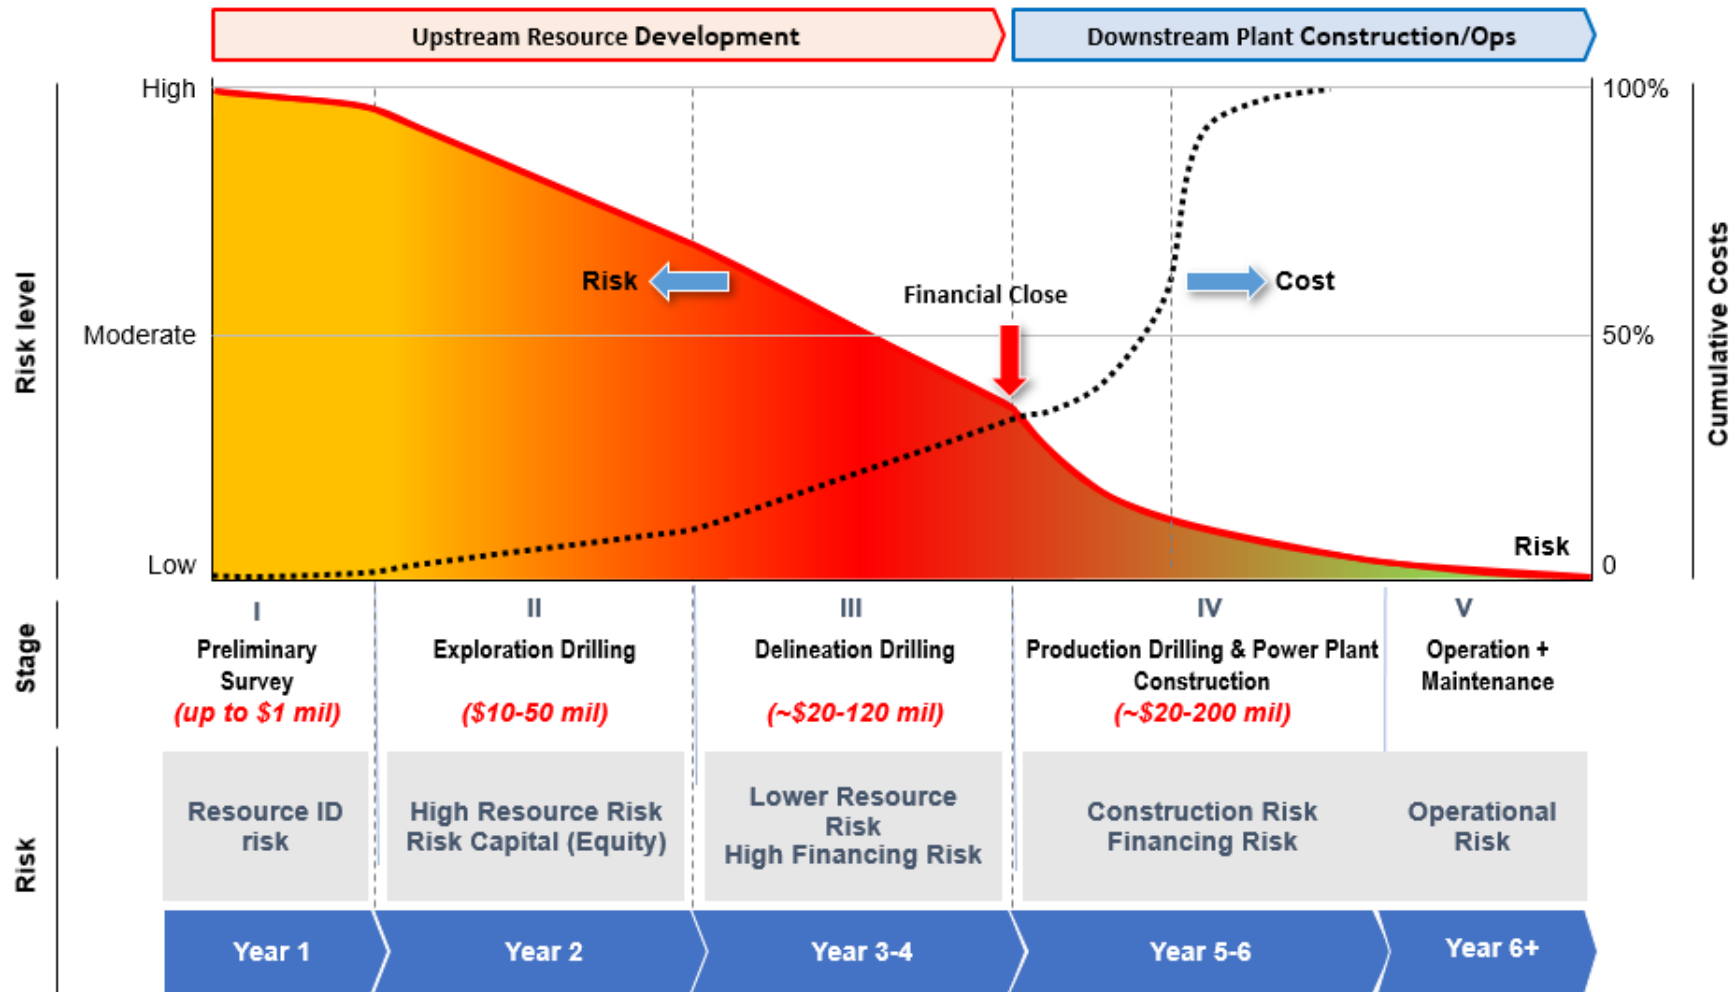 Upstream Resource Development
Downstream Plant Construction/Ops
High
100%
Risk
Cost
Financial Close
Risk level
Moderate
50%
Cumulative Costs
Risk
Low
0
Stage
I
II
III
IV
V
Preliminary
Survey
(up to $1 mil)
Exploration Drilling
($10-50 mil)
Delineation Drilling
(~$20-120 mil)
Production Drilling & Power Plant
Construction
(~$20-200 mil)
Operation +
Maintenance
Risk
Resource ID
risk
High Resource Risk
Risk Capital (Equity)
Lower Resource
Risk
High Financing Risk
Construction Risk
Financing Risk
Operational
Risk
Year 1
Year 2
Year 3-4
Year 5-6
Year 6+